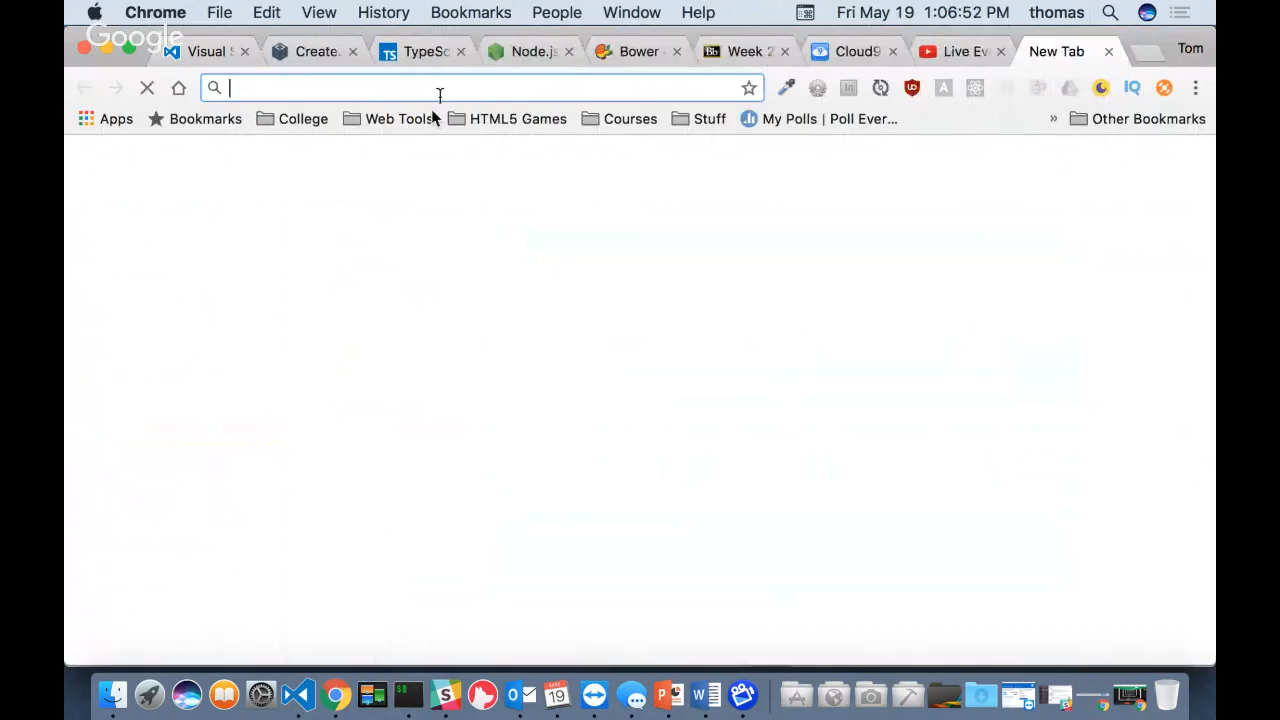 Chrome File Edit View History Bookmarks People Window Help Fri May 19 1:06:52 PM thomas
Google
Visual S Create. TypeSc Node.js Bower - Week 2 Cloud9 Live Eve New Tab Tom
Apps Bookmarks College Web Tools HTML5 Games Courses Stuff My Polls | Poll Ever... » Other Bookmarks